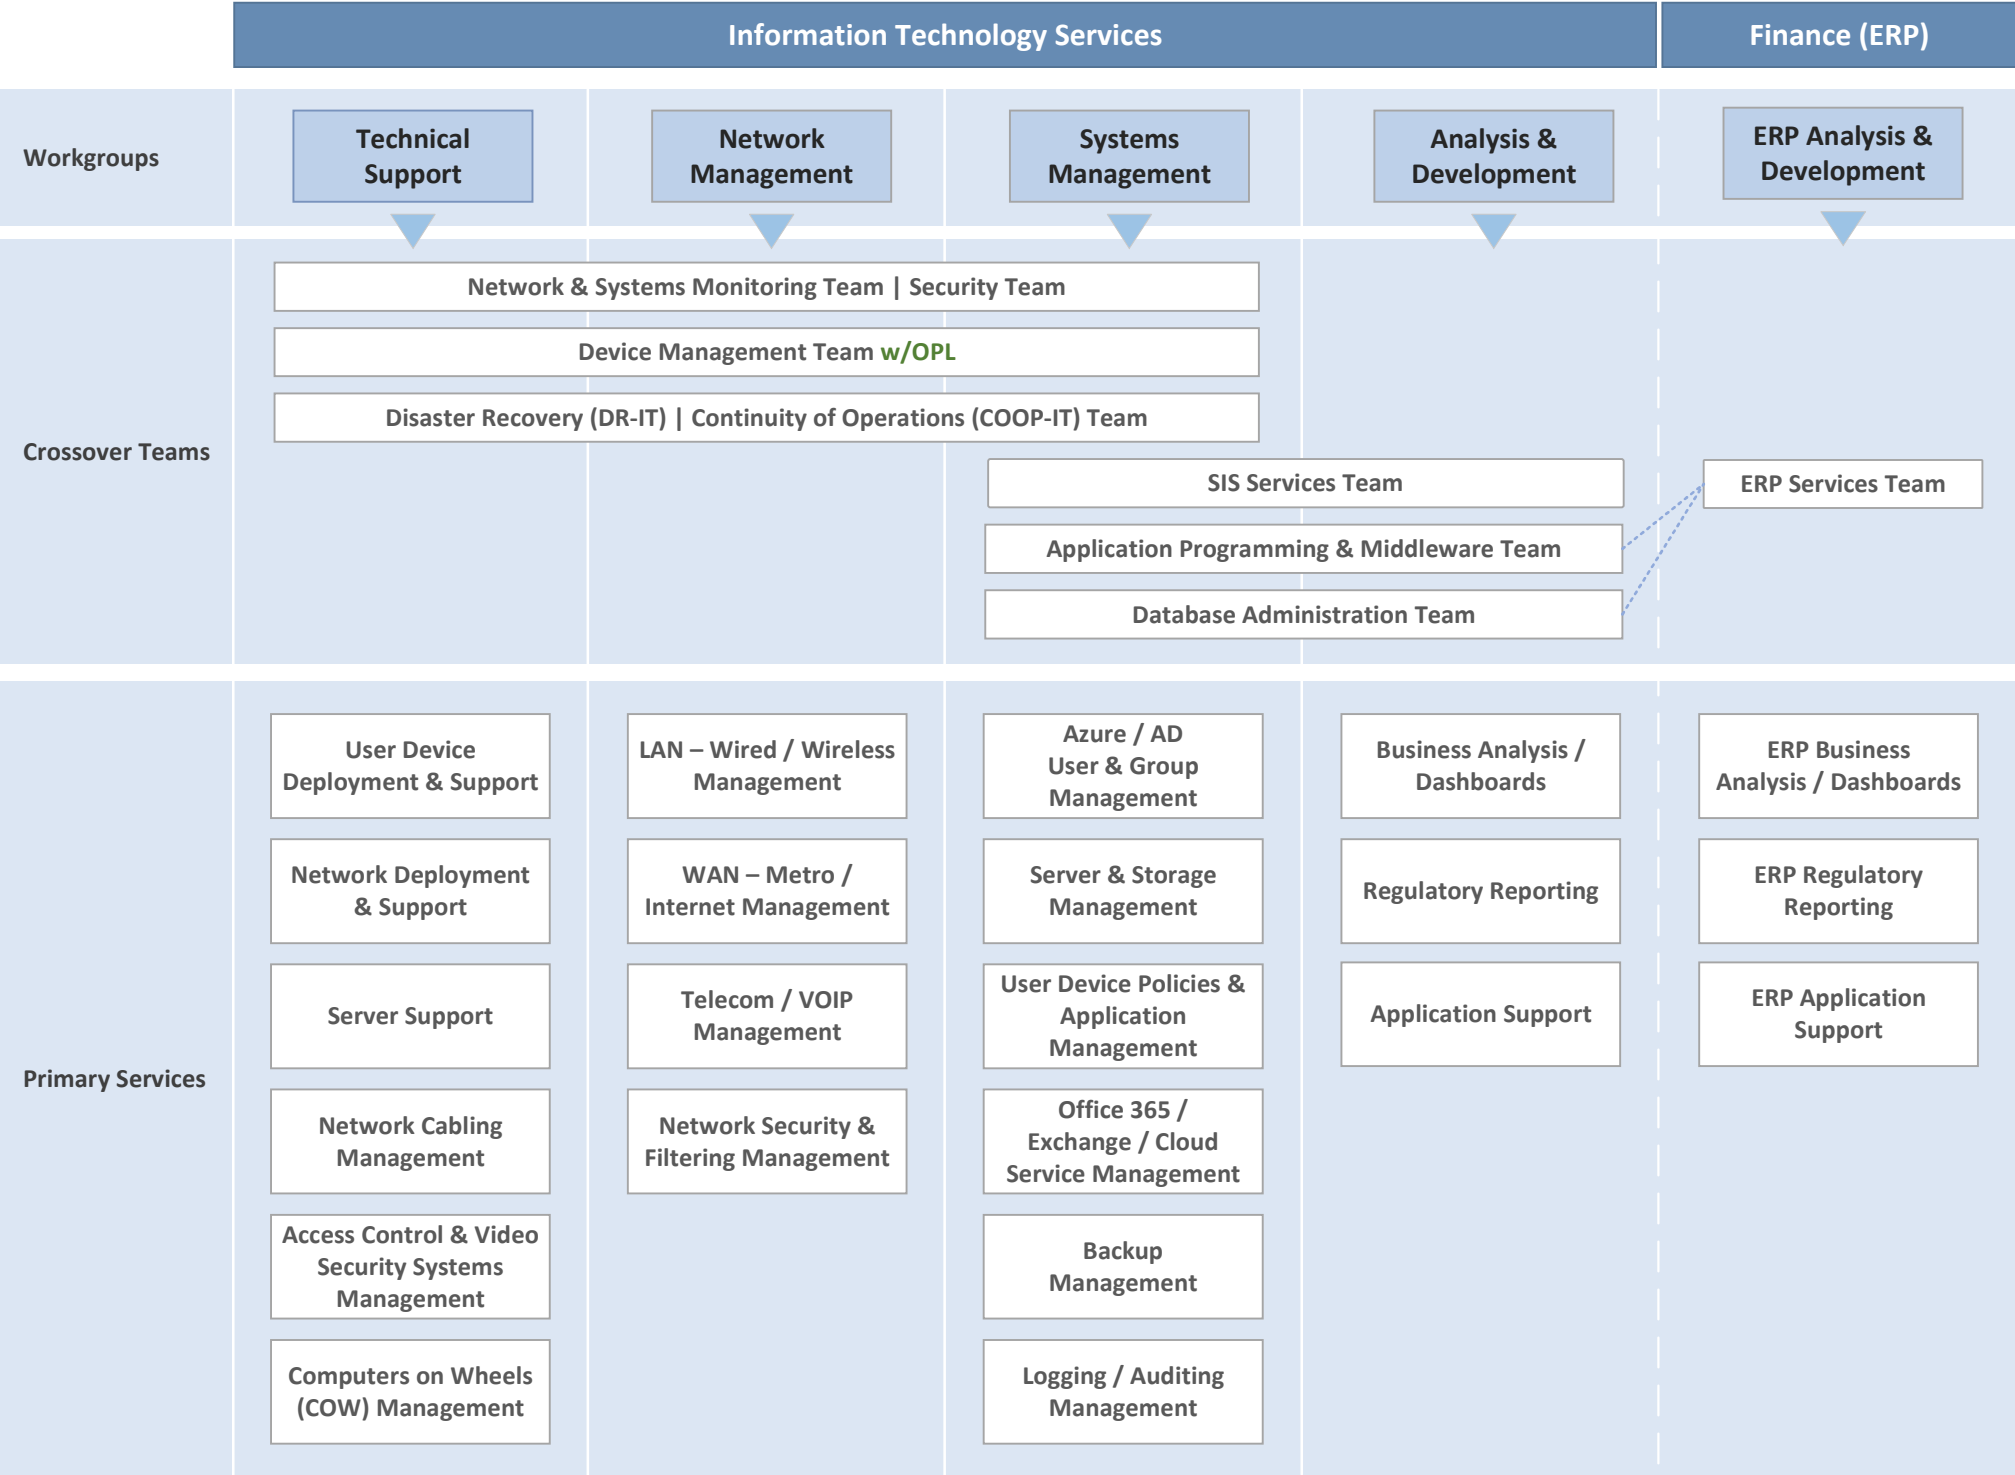 Information Technology Services
Finance (ERP)
Workgroups
Technical
Support
Network
Management
Systems
Management
Analysis &
Development
ERP Analysis &
Development
Crossover Teams
Network & Systems Monitoring Team | Security Team
Device Management Team w/OPL
Disaster Recovery (DR-IT) | Continuity of Operations (COOP-IT) Team
SIS Services Team
ERP Services Team
Application Programming & Middleware Team
Database Administration Team
Primary Services
User Device
Deployment & Support
Network Deployment
& Support
Server Support
Network Cabling
Management
Access Control & Video
Security Systems
Management
Computers on Wheels
(COW) Management
LAN – Wired / Wireless
Management
WAN – Metro /
Internet Management
Telecom / VOIP
Management
Network Security &
Filtering Management
Azure / AD
User & Group
Management
Server & Storage
Management
User Device Policies &
Application
Management
Office 365 /
Exchange / Cloud
Service Management
Backup
Management
Logging / Auditing
Management
Business Analysis /
Dashboards
Regulatory Reporting
Application Support
ERP Business
Analysis / Dashboards
ERP Regulatory
Reporting
ERP Application
Support